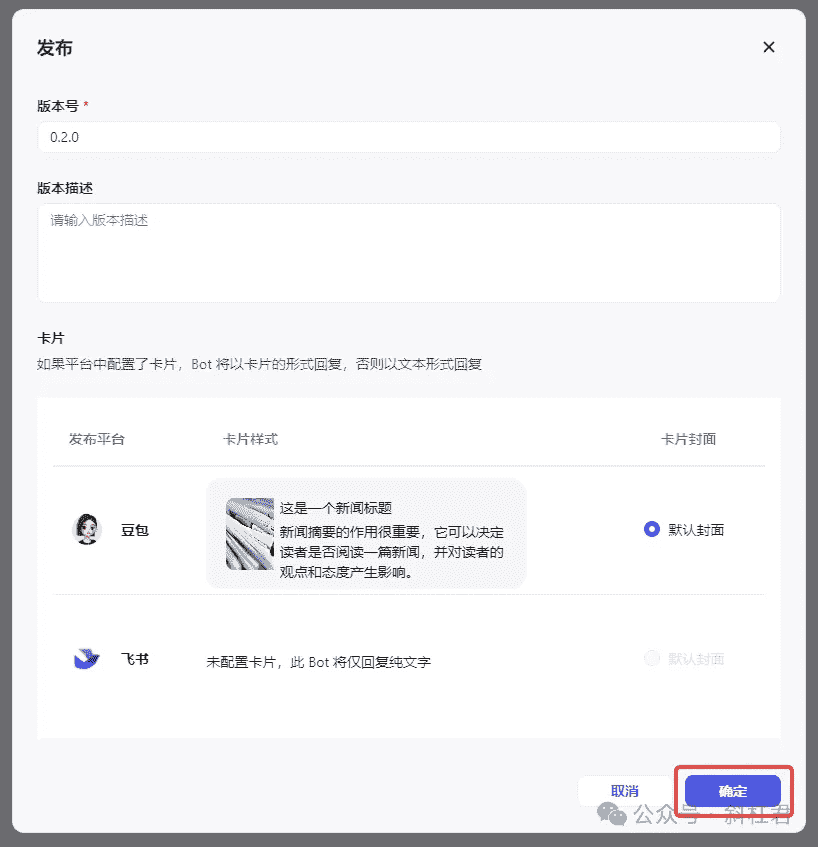 发布
版本号 *
0.2.0
版本描述
请输入版本描述
卡片
如果平台中配置了卡片，Bot 将以卡片的形式回复，否则以文本形式回复
发布平台 卡片样式 卡片封面
豆包
这是一个新闻标题
新闻摘要的作用很重要，它可以决定
读者是否阅读一篇新闻，并对读者的
观点和态度产生影响。
默认封面
飞书 未配置卡片，此 Bot 将仅回复纯文字 默认封面
取消 确定
公众号 · 斜杠君